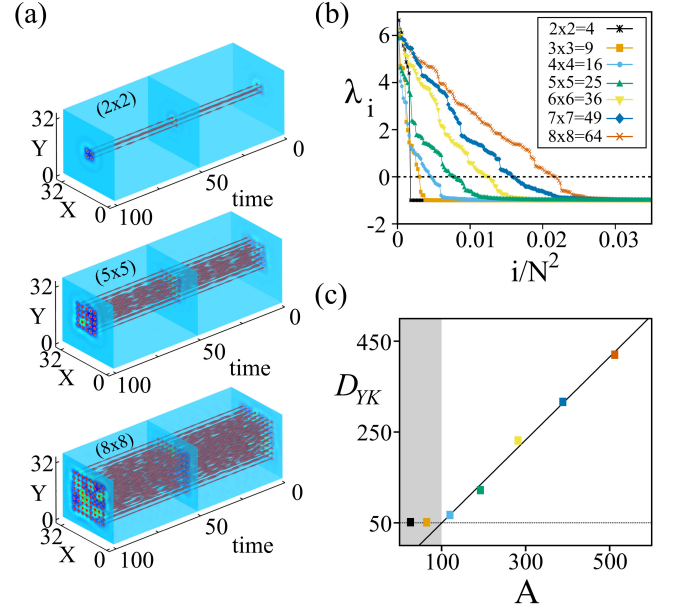 (a)
(2x2)
32
Y
0
32
X
0
100
50
time
0
(5x5)
32
Y
0
32
X
0
100
50
time
0
(8x8)
32
Y
0
32
X
0
100
50
time
0
(b)
6
4
2
0
-2
λi
2x2=4
3x3=9
4x4=16
5x5=25
6x6=36
7x7=49
8x8=64
0 0.01 0.02 0.03
i/N²
(c)
450
DYK
250
50
100 300 500
A